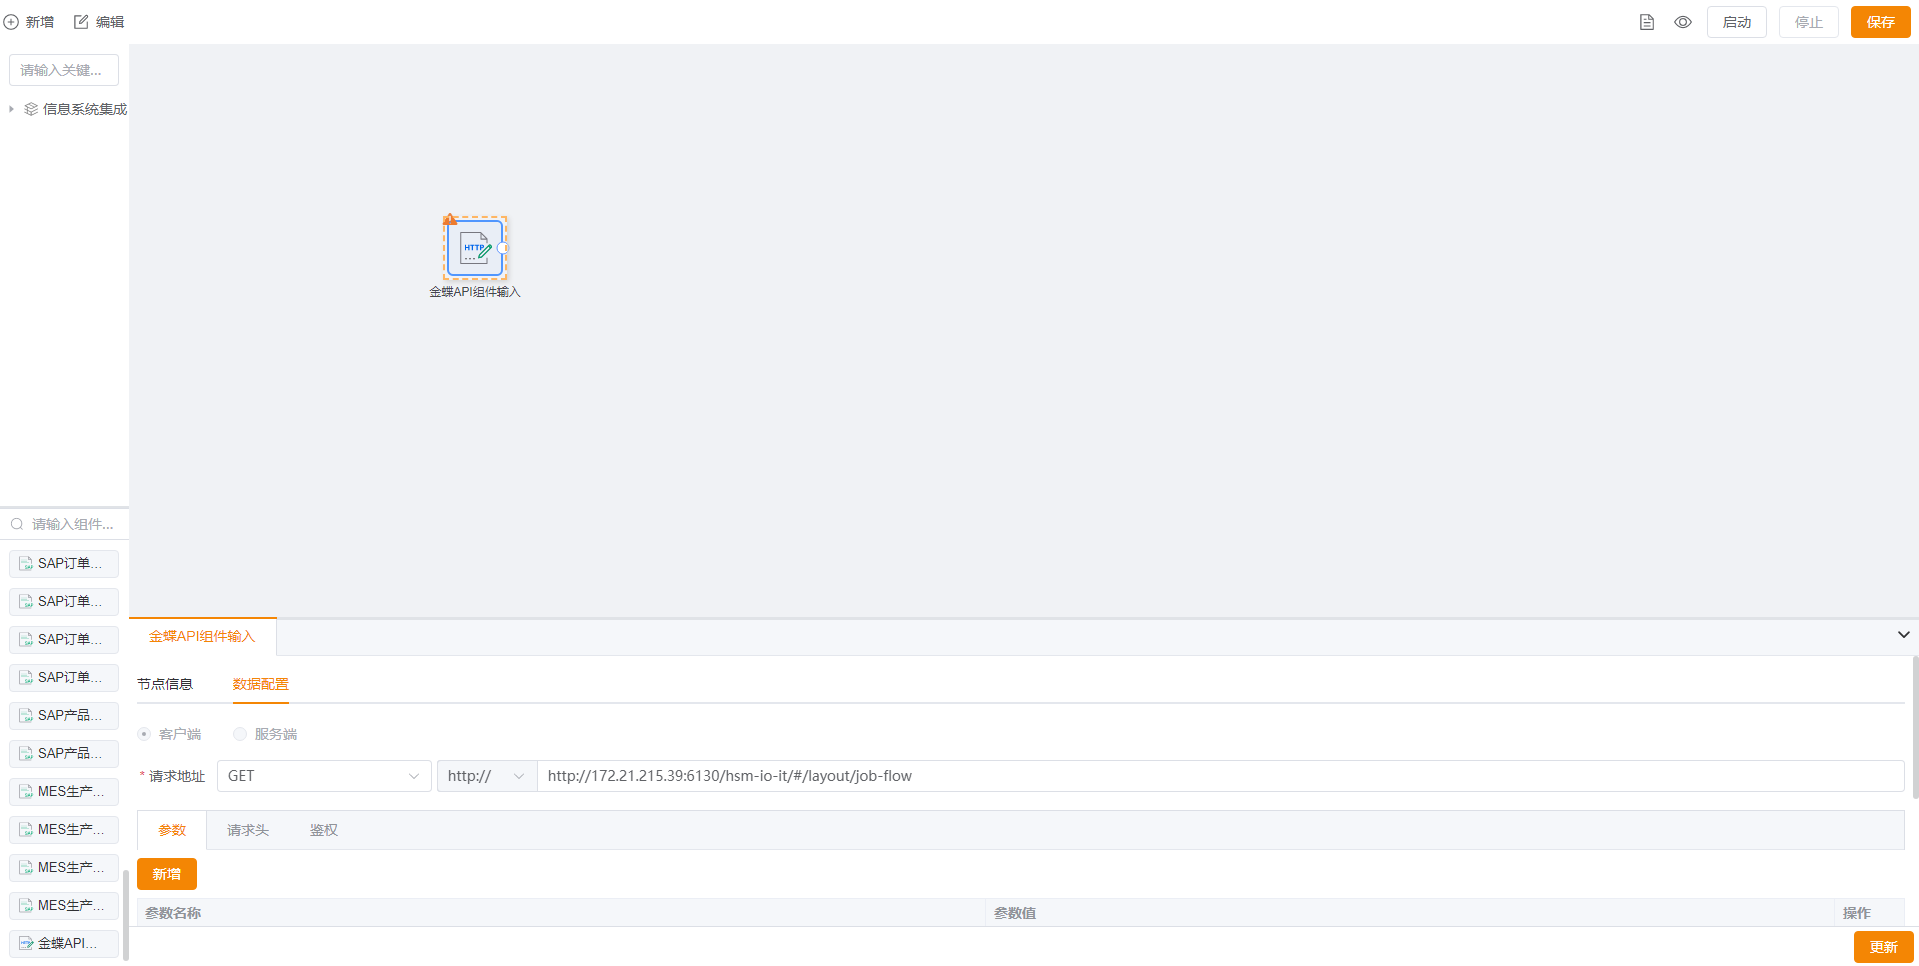 新增 编辑 启动 停止 保存
请输入关键...
信息系统集成
HTTP
金蝶API组件输入
请输入组件...
SAP订单...
SAP订单...
SAP订单...
SAP订单...
SAP产品...
SAP产品...
MES生产...
MES生产...
MES生产...
MES生产...
金蝶API...
金蝶API组件输入
节点信息 数据配置
客户端 服务端
* 请求地址 GET http:// http://172.21.215.39:6130/hsm-io-it/#/layout/job-flow
参数 请求头 鉴权
新增
参数名称 参数值 操作
更新